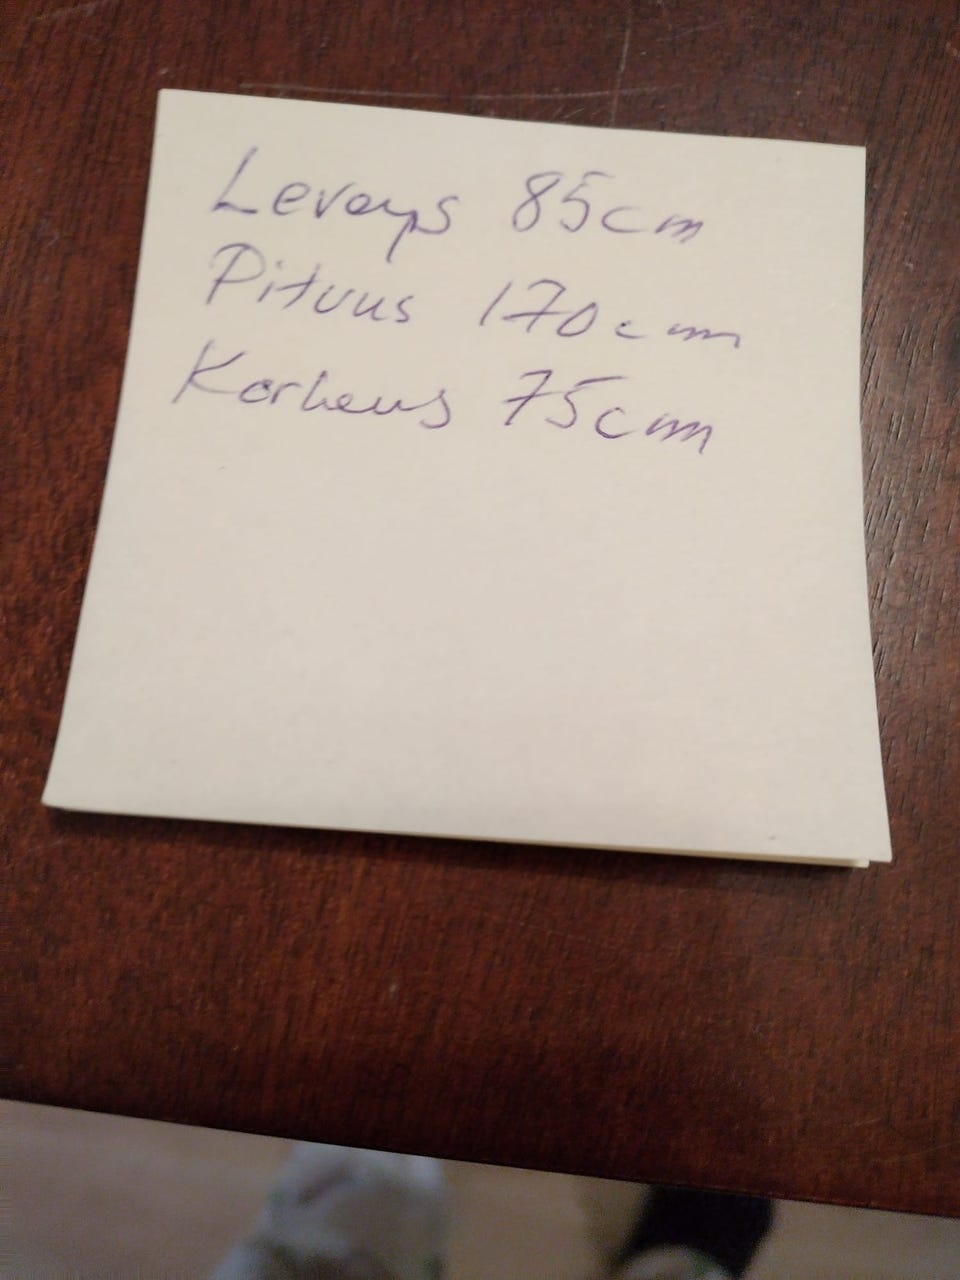 Leveys 85cm
Pituus 170cm
Korkeus 75cm